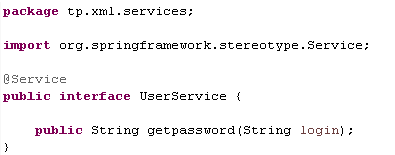 package tp.xml.services;
import org.springframework.stereotype.Service;
@Service
public interface UserService {
public String getpassword(String login);
}